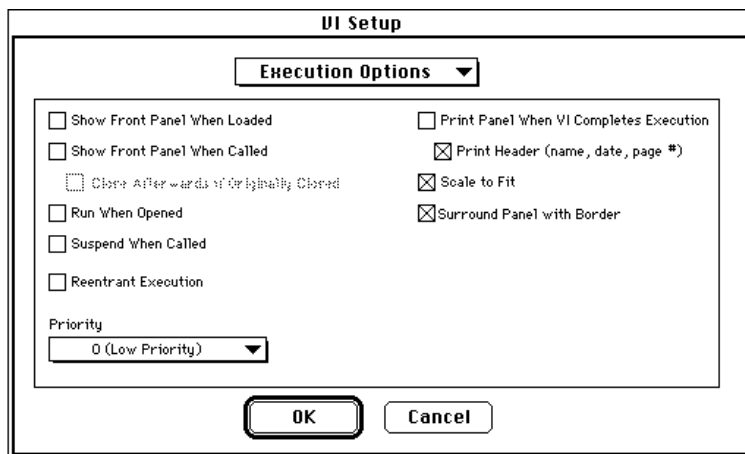 VI Setup
Execution Options
Show Front Panel When Loaded
Show Front Panel When Called
Close Afterwards if Originally Closed
Run When Opened
Suspend When Called
Reentrant Execution
Priority
0 (Low Priority)
Print Panel When VI Completes Execution
Print Header (name, date, page #)
Scale to Fit
Surround Panel with Border
OK
Cancel